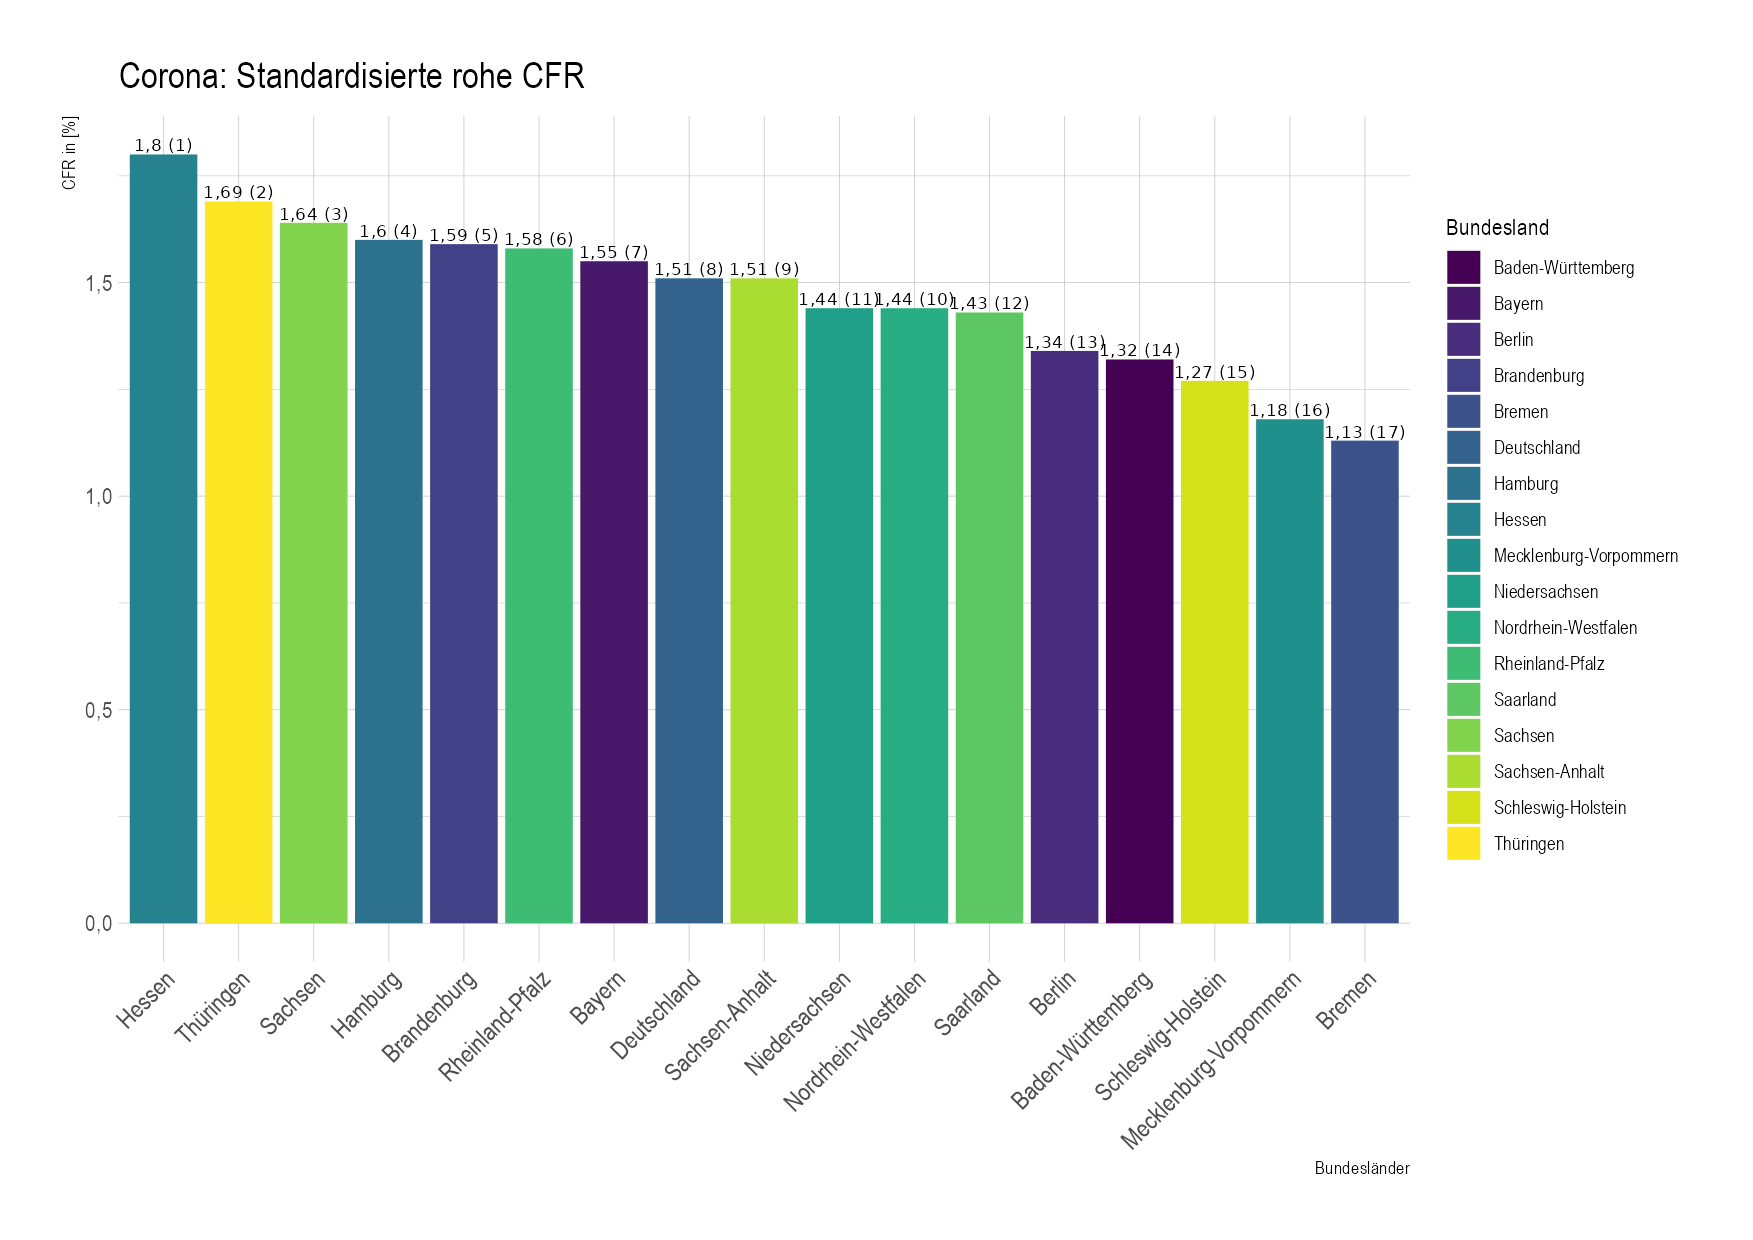 Corona: Standardisierte rohe CFR
CFR in [%]
1,8 (1)
1,69 (2)
1,64 (3)
1,6 (4)
1,59 (5)
1,58 (6)
1,55 (7)
1,51 (8)
1,51 (9)
1,44 (11)
1,44 (10)
1,43 (12)
1,34 (13)
1,32 (14)
1,27 (15)
1,18 (16)
1,13 (17)
1,5
1,0
0,5
0,0
Hessen
Thüringen
Sachsen
Hamburg
Brandenburg
Rheinland-Pfalz
Bayern
Deutschland
Sachsen-Anhalt
Niedersachsen
Nordrhein-Westfalen
Saarland
Berlin
Baden-Württemberg
Schleswig-Holstein
Mecklenburg-Vorpommern
Bremen
Bundesländer
Bundesland
Baden-Württemberg
Bayern
Berlin
Brandenburg
Bremen
Deutschland
Hamburg
Hessen
Mecklenburg-Vorpommern
Niedersachsen
Nordrhein-Westfalen
Rheinland-Pfalz
Saarland
Sachsen
Sachsen-Anhalt
Schleswig-Holstein
Thüringen